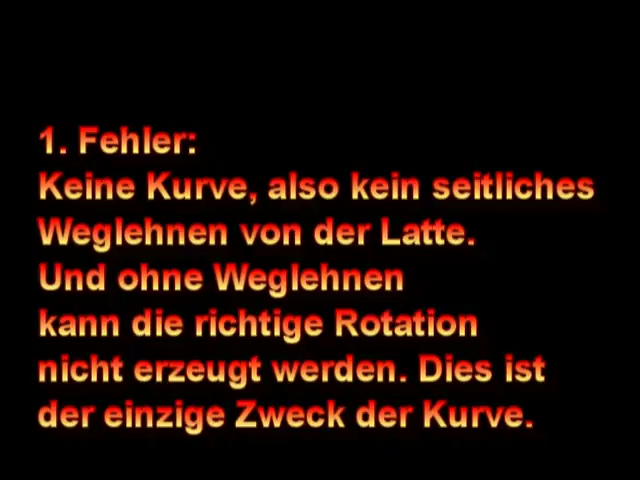 1. Fehler:
Keine Kurve, also kein seitliches
Weglehnen von der Latte.
Und ohne Weglehnen
kann die richtige Rotation
nicht erzeugt werden. Dies ist
der einzige Zweck der Kurve.